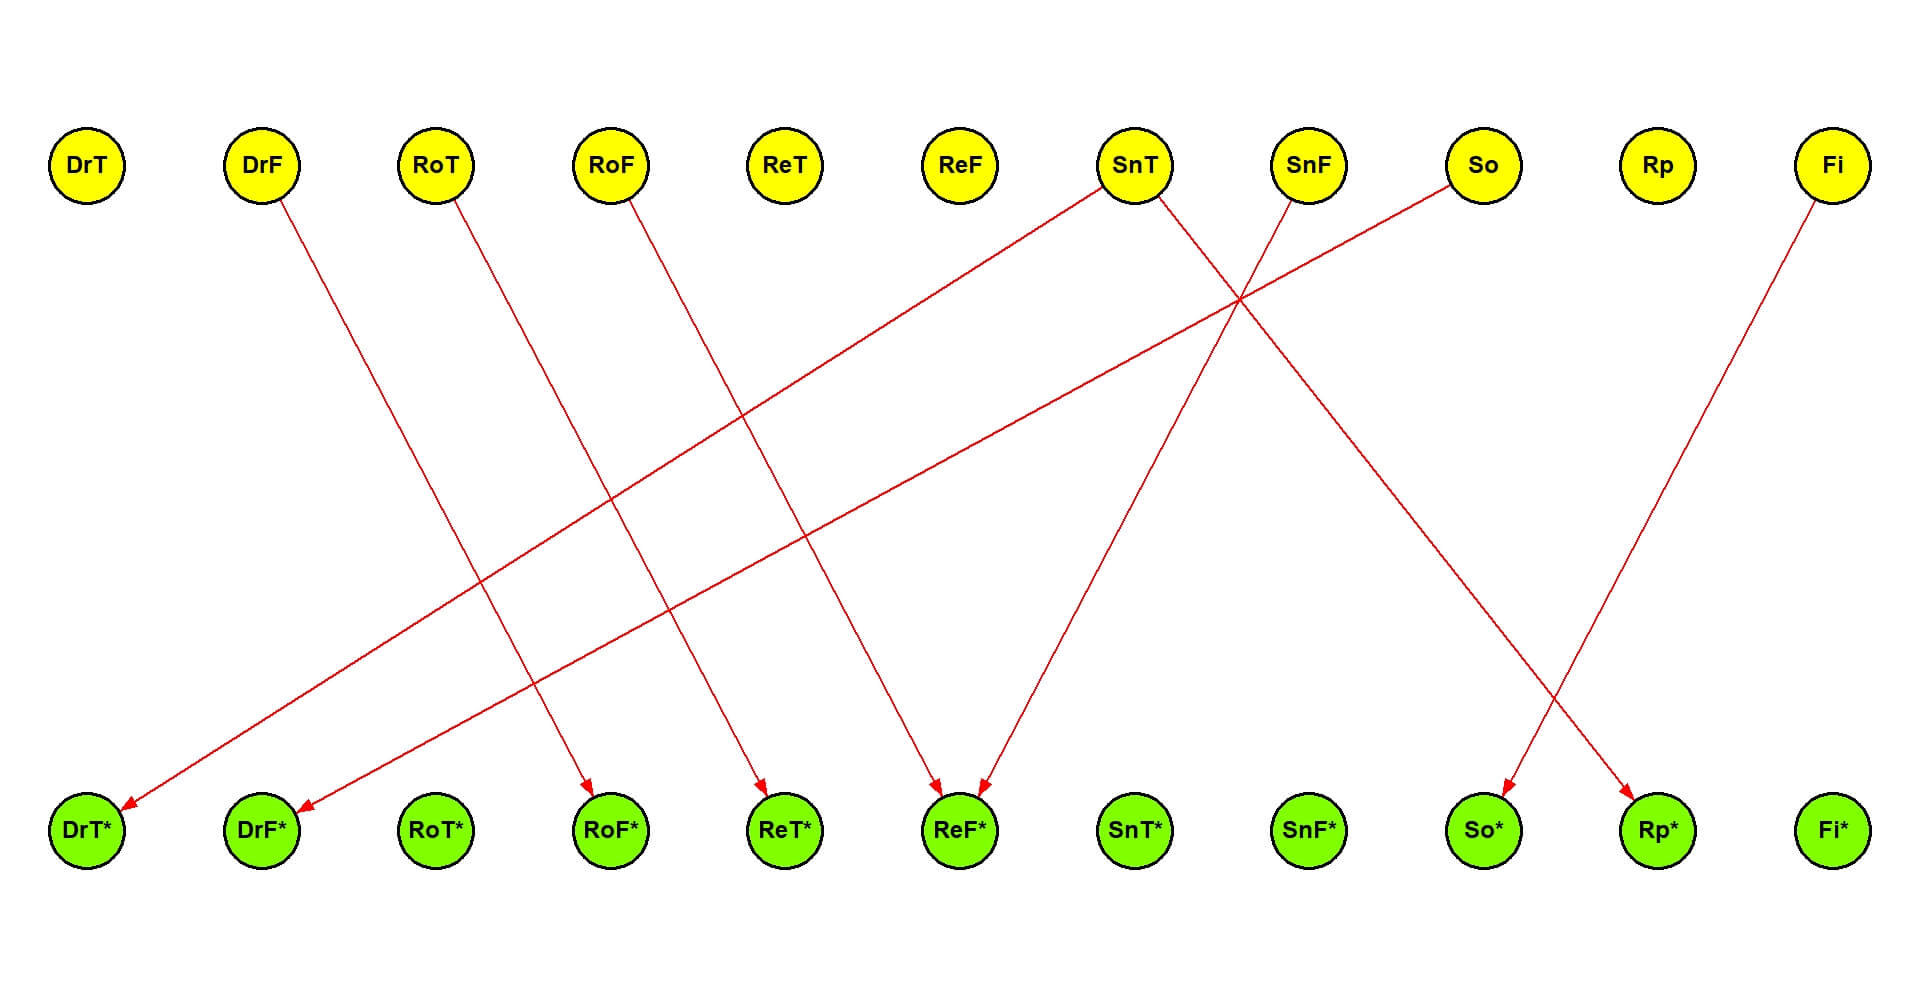 DrT DrF RoT RoF ReT ReF SnT SnF So Rp Fi
DrT* DrF* RoT* RoF* ReT* ReF* SnT* SnF* So* Rp* Fi*